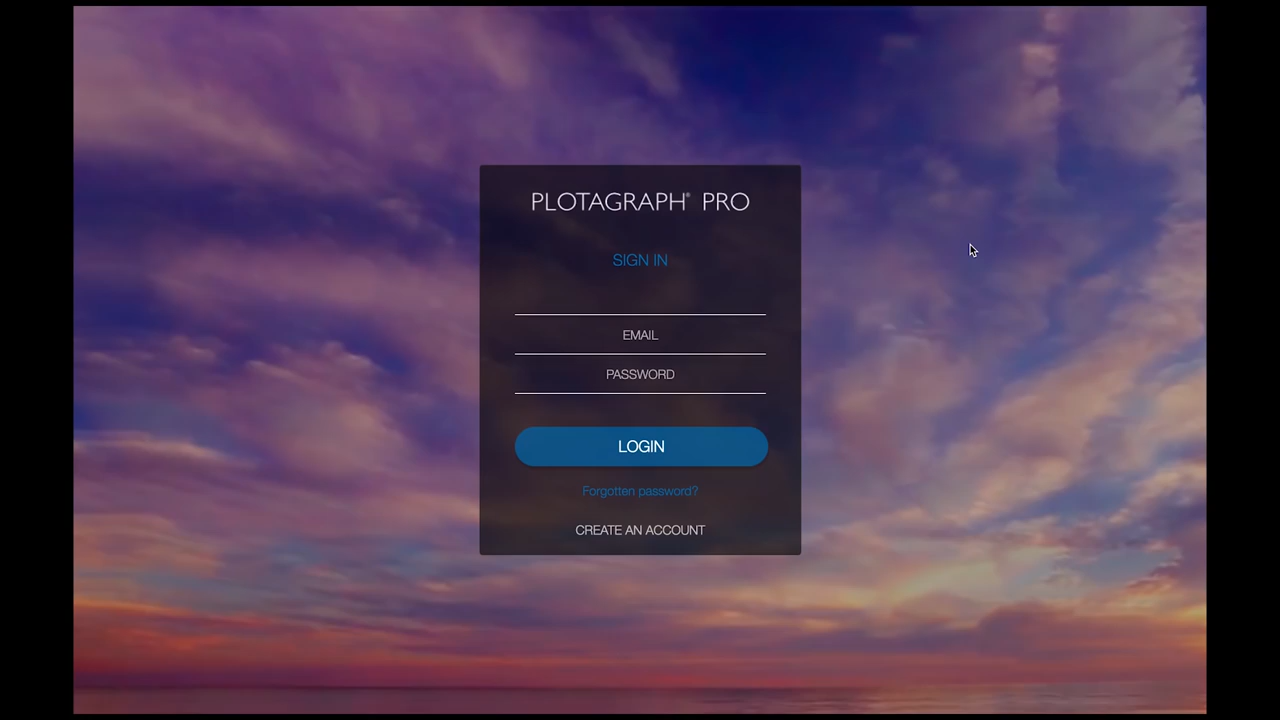 PLOTAGRAPH® PRO
SIGN IN
EMAIL
PASSWORD
LOGIN
Forgotten password?
CREATE AN ACCOUNT